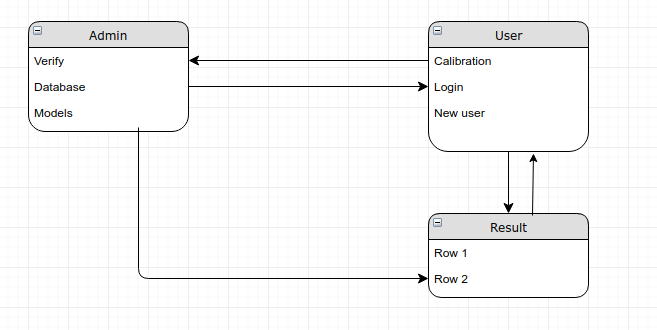 Admin
Verify
Database
Models
User
Calibration
Login
New user
Result
Row 1
Row 2